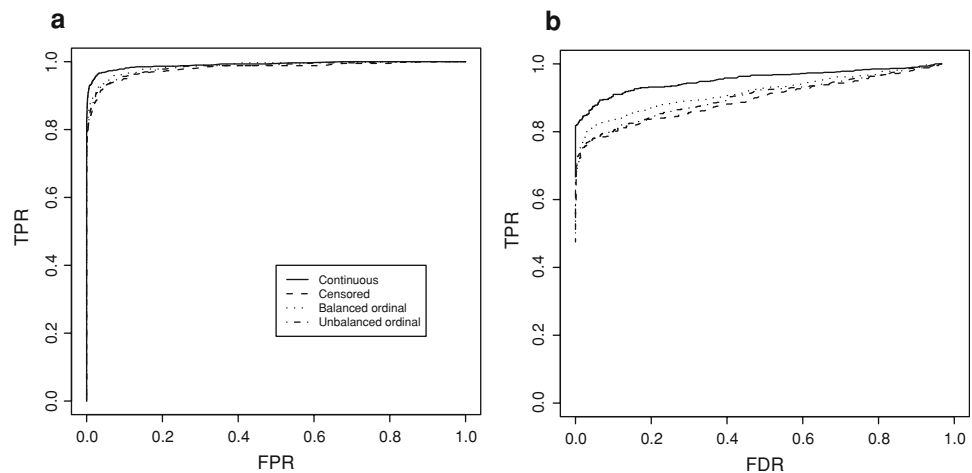 a
TPR
1.0
0.8
0.6
0.4
0.2
0.0
Continuous
Censored
Balanced ordinal
Unbalanced ordinal
0.0 0.2 0.4 0.6 0.8 1.0
FPR
b
TPR
1.0
0.8
0.6
0.4
0.2
0.0
0.0 0.2 0.4 0.6 0.8 1.0
FDR